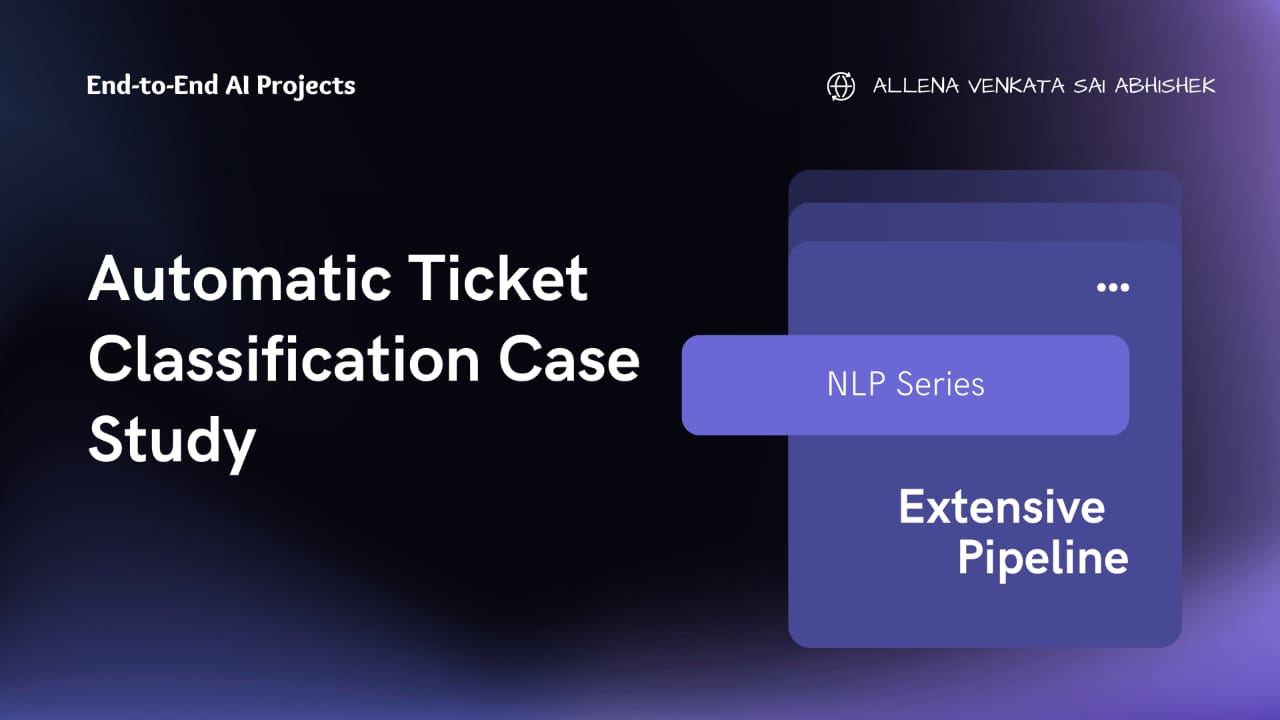 End-to-End AI Projects
ALLENA VENKATA SAI ABHISHEK
Automatic Ticket
Classification Case
Study
NLP Series
Extensive
Pipeline